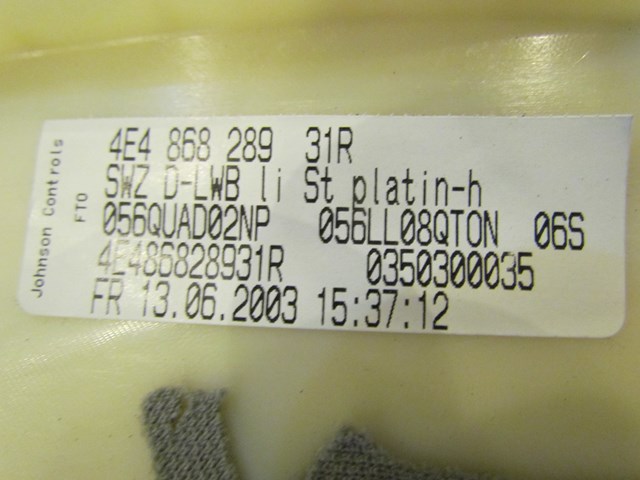 Johnson Controls
FTO
4E4 868 289 31R
SWZ D-LWB li St platin-h
056QUAD02NP 056LL08QTON 06S
4E486828931R 0350300035
FR 13.06.2003 15:37:12